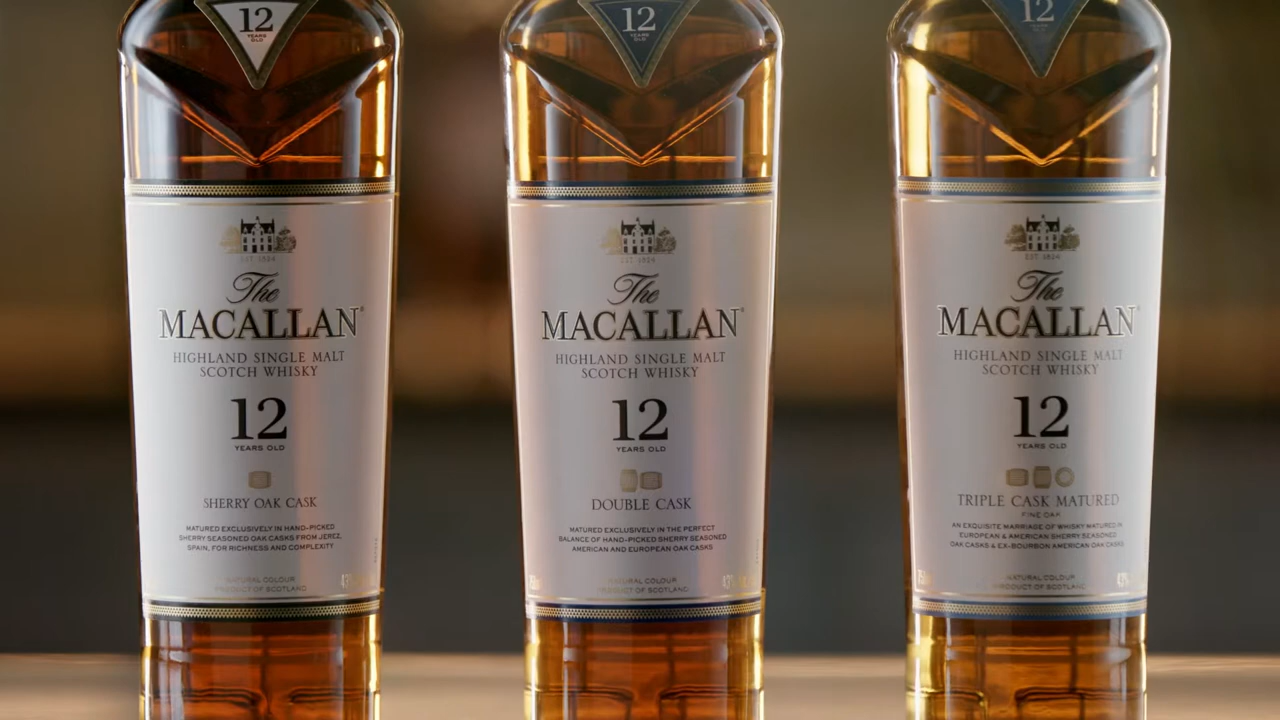 12
YEARS
OLD
EST 1824
The
MACALLAN
HIGHLAND SINGLE MALT
SCOTCH WHISKY
12
YEARS OLD
SHERRY OAK CASK
MATURED EXCLUSIVELY IN HAND-PICKED
SHERRY SEASONED OAK CASKS FROM JEREZ,
SPAIN, FOR RICHNESS AND COMPLEXITY
NATURAL COLOUR
PRODUCT OF SCOTLAND
12
YEARS
OLD
EST 1824
The
MACALLAN
HIGHLAND SINGLE MALT
SCOTCH WHISKY
12
YEARS OLD
DOUBLE CASK
MATURED EXCLUSIVELY IN THE PERFECT
BALANCE OF HAND-PICKED SHERRY SEASONED
AMERICAN AND EUROPEAN OAK CASKS
NATURAL COLOUR
PRODUCT OF SCOTLAND
12
EST 1824
The
MACALLAN
HIGHLAND SINGLE MALT
SCOTCH WHISKY
12
YEARS OLD
TRIPLE CASK MATURED
FINE OAK
AN EXQUISITE MARRIAGE OF WHISKY MATURED IN
EUROPEAN & AMERICAN SHERRY SEASONED
OAK CASKS & EX-BOURBON AMERICAN OAK CASKS
NATURAL COLOUR
PRODUCT OF SCOTLAND